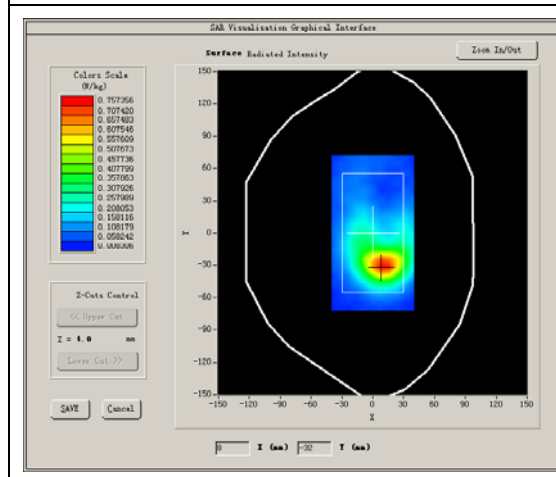 SAR Visualisation Graphical Interface
Surface Radiated Intensity
Zoom In/Out
Colors Scale
(W/kg)
0.757356
0.707420
0.657483
0.607546
0.557609
0.507673
0.457736
0.407799
0.357863
0.307926
0.257989
0.208053
0.158116
0.108179
0.058242
0.008306
150
120
90
60
30
0
-30
-60
-90
-120
-150
Y
-150 -120 -90 -60 -30 0 30 60 90 120 150
X
Z-Cuts Control
<< Upper Cut
Z = 4.0 mm
Lower Cut >>
SAVE Cancel
8 X (mm) -32 Y (mm)